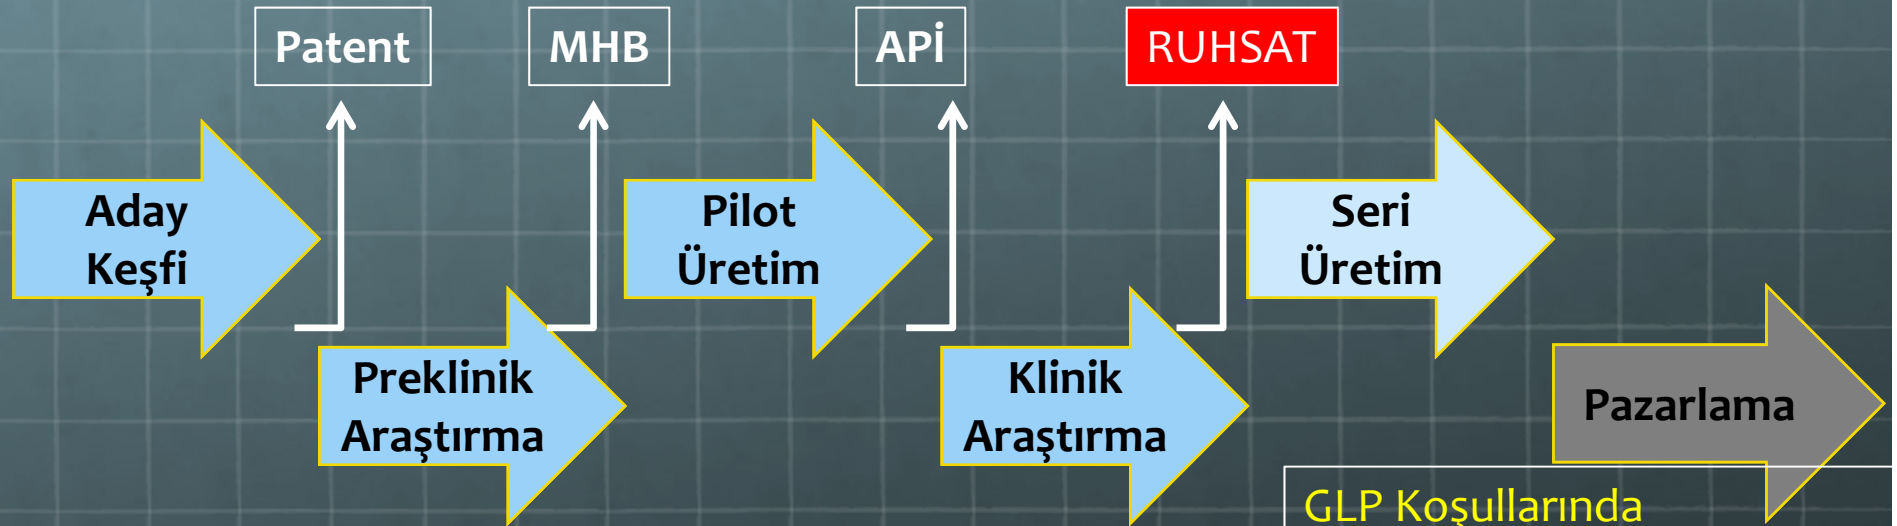 Patent
MHB
APİ
RUHSAT
Aday
Keşfi
Pilot
Üretim
Seri
Üretim
Preklinik
Araştırma
Klinik
Araştırma
Pazarlama
GLP Koşullarında